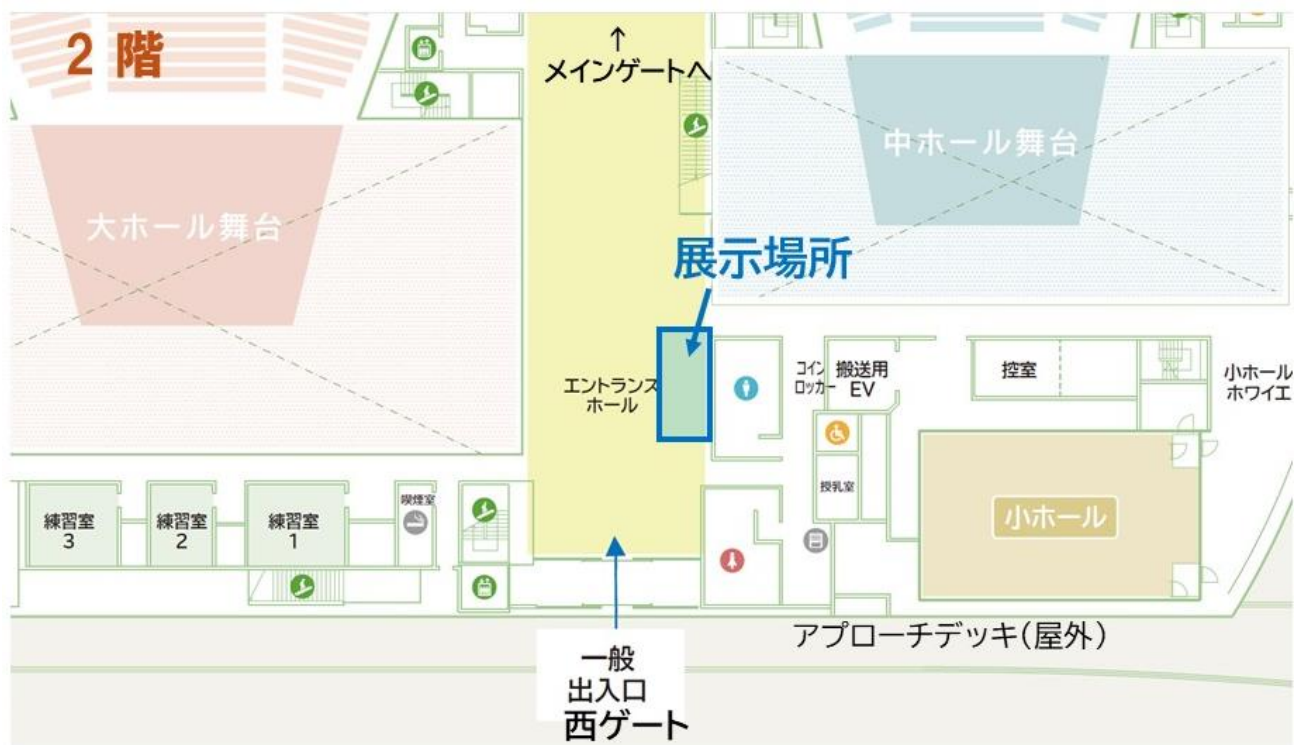 2 階
↑
メインゲートへ
大ホール舞台
中ホール舞台
展示場所
エントランス
ホール
コイン
ロッカー
搬送用
EV
控室
小ホール
ホワイエ
授乳室
小ホール
練習室
3
練習室
2
練習室
1
喫煙室
アプローチデッキ(屋外)
一般
出入口
西ゲート